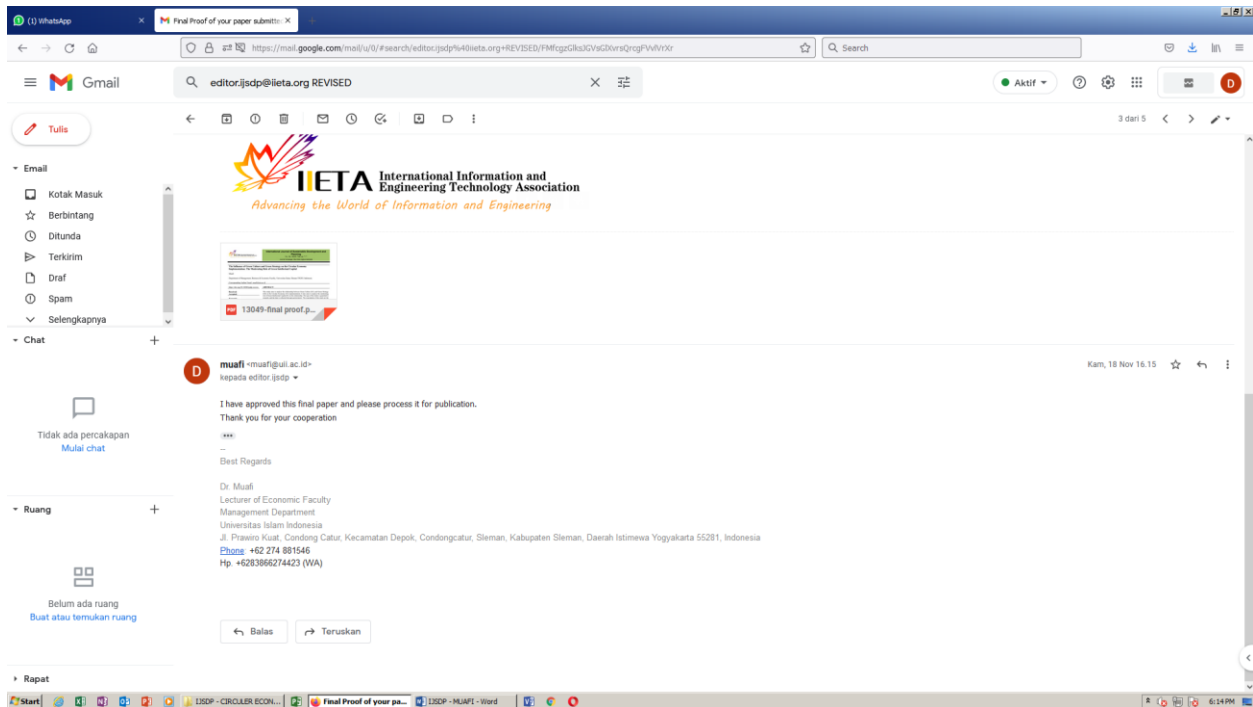 (1) WhatsApp
Final Proof of your paper submitte
https://mail.google.com/mail/u/0/#search/editor.ijsdp%40iieta.org+REVISED/
Search
Gmail
editor.ijsdp@iieta.org REVISED
Aktif
D
Tulis
3 dari 5
Email
Kotak Masuk
Berbintang
Ditunda
Terkirim
Draf
Spam
Selengkapnya
IIETA International Information and
Engineering Technology Association
Advancing the World of Information and Engineering
PDF 13049-final proof.p...
Chat
Tidak ada percakapan
Mulai chat
D
muafi <muafi@uii.ac.id>
Kam, 18 Nov 16.15
kepada editor.ijsdp
I have approved this final paper and please process it for publication.
Thank you for your cooperation
--
Best Regards
Dr. Muafi
Lecturer of Economic Faculty
Management Department
Universitas Islam Indonesia
Jl. Prawiro Kuat, Condong Catur, Kecamatan Depok, Condongcatur, Sleman, Kabupaten Sleman, Daerah Istimewa Yogyakarta 55281, Indonesia
Phone: +62 274 881546
Hp. +6283866274423 (WA)
Ruang
Belum ada ruang
Buat atau temukan ruang
Balas
Teruskan
Rapat
Start
IJSDP - CIRCULER ECON...
Final Proof of your pa...
IJSDP - MUAFI - Word
6:14 PM